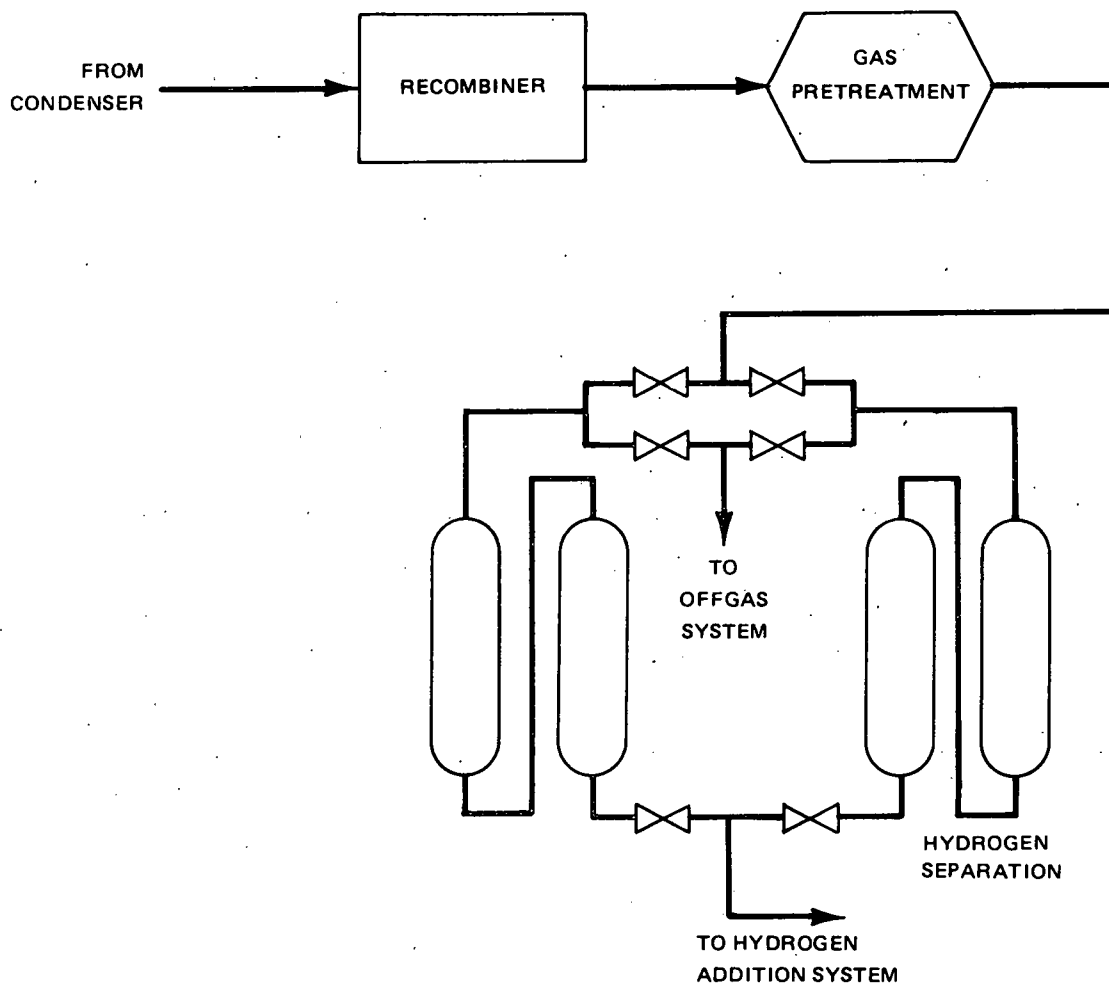 FROM
CONDENSER
RECOMBINER
GAS
PRETREATMENT
TO
OFFGAS
SYSTEM
HYDROGEN
SEPARATION
TO HYDROGEN
ADDITION SYSTEM